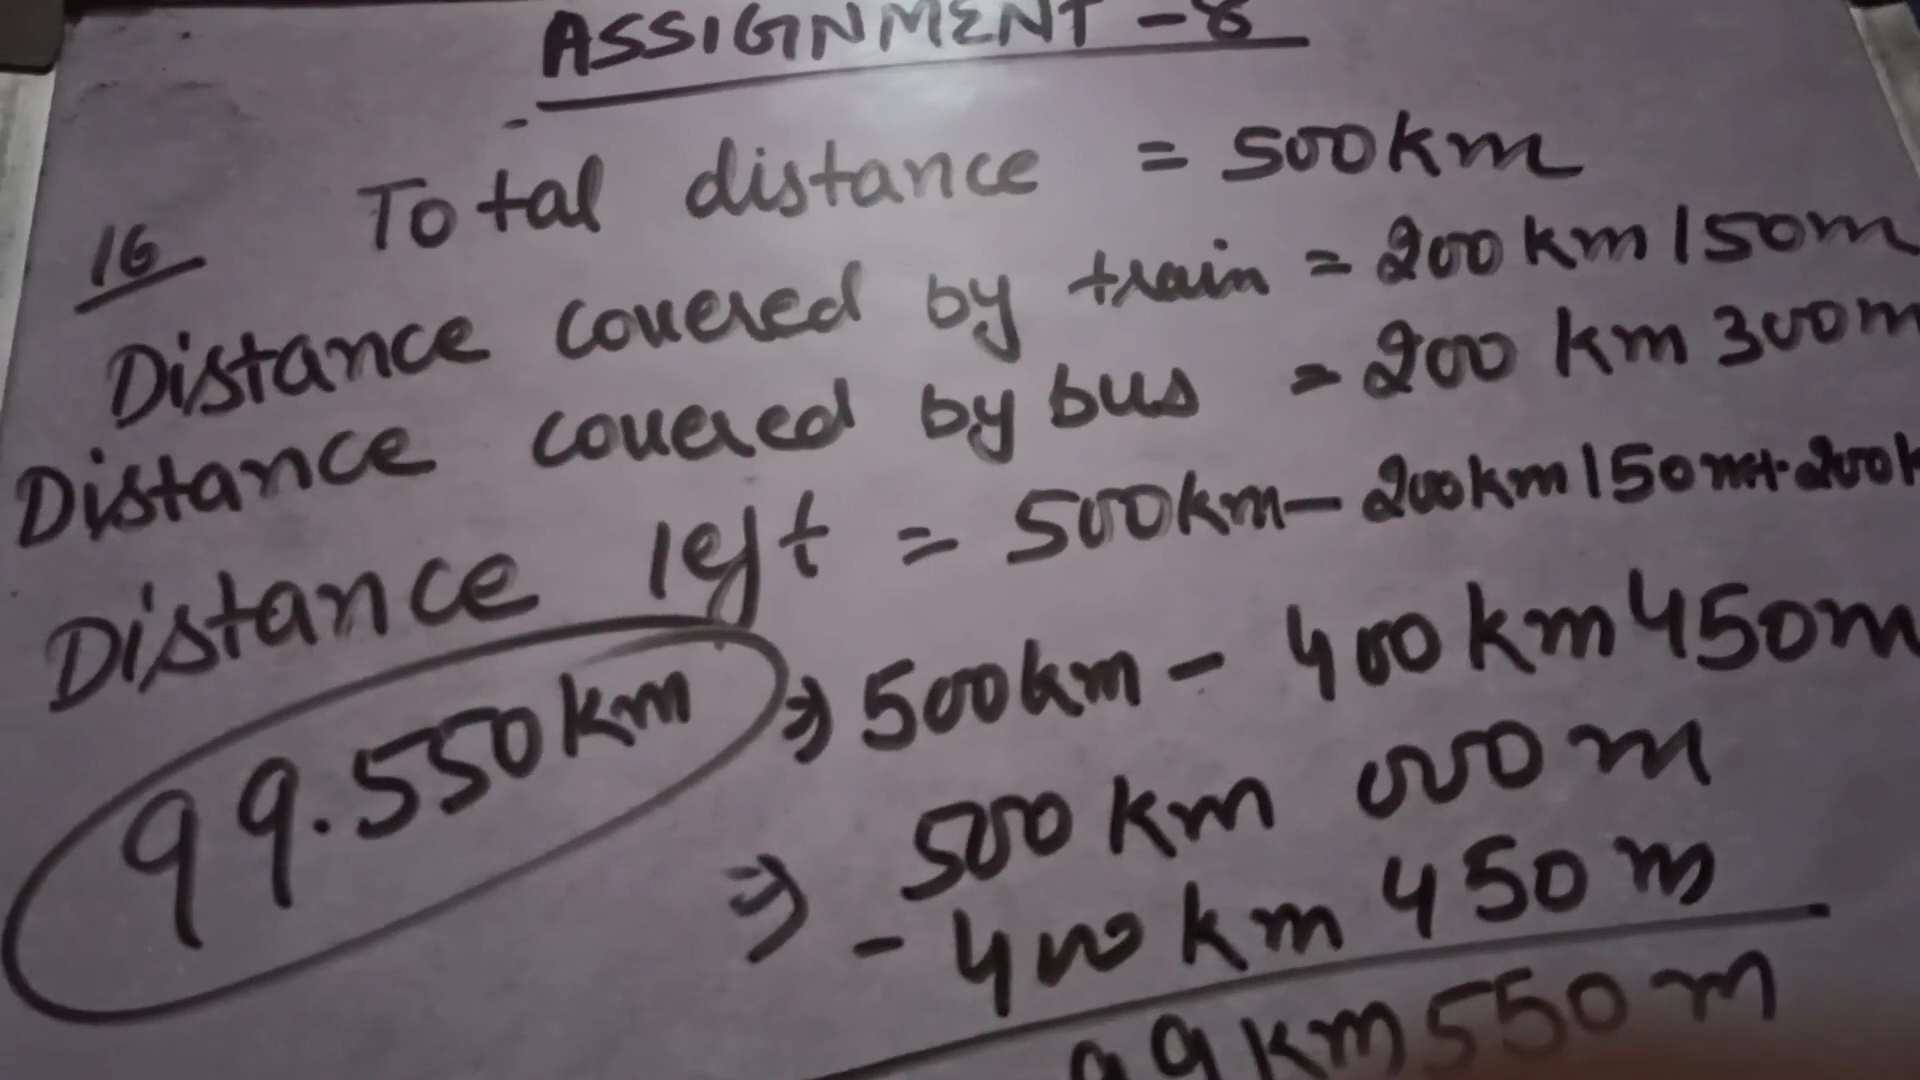 ASSIGNMENT - 8
16 Total distance = 500km
Distance covered by train = 200 km 150m
Distance covered by bus = 200 km 300m
Distance left = 500km - 200km 150m + 200k
99.550km ⇒ 500km - 400 km 450m
⇒ 500 km 000 m
- 400 km 450 m
99 km 550 m